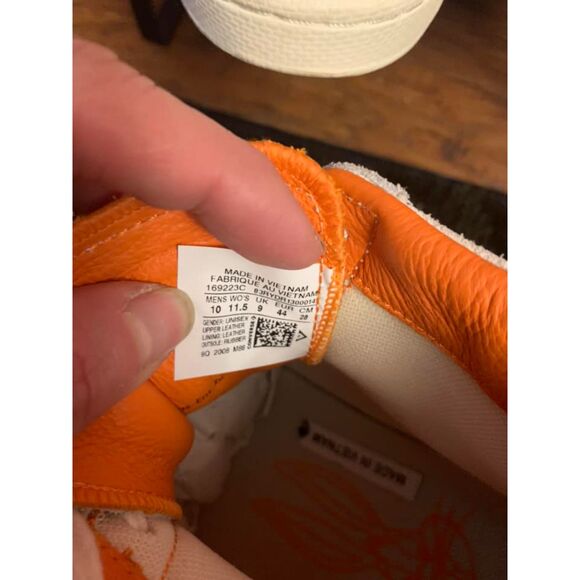 MADE IN VIETNAM
FABRIQUE AU VIETNAM
169223C
MENS WO'S UK EUR CM
10 11.5 9 44 28
GENDER: UNISEX
UPPER: LEATHER
LINING: LEATHER
OUTSOLE: RUBBER
CONVERSE
MADE IN VIETNAM